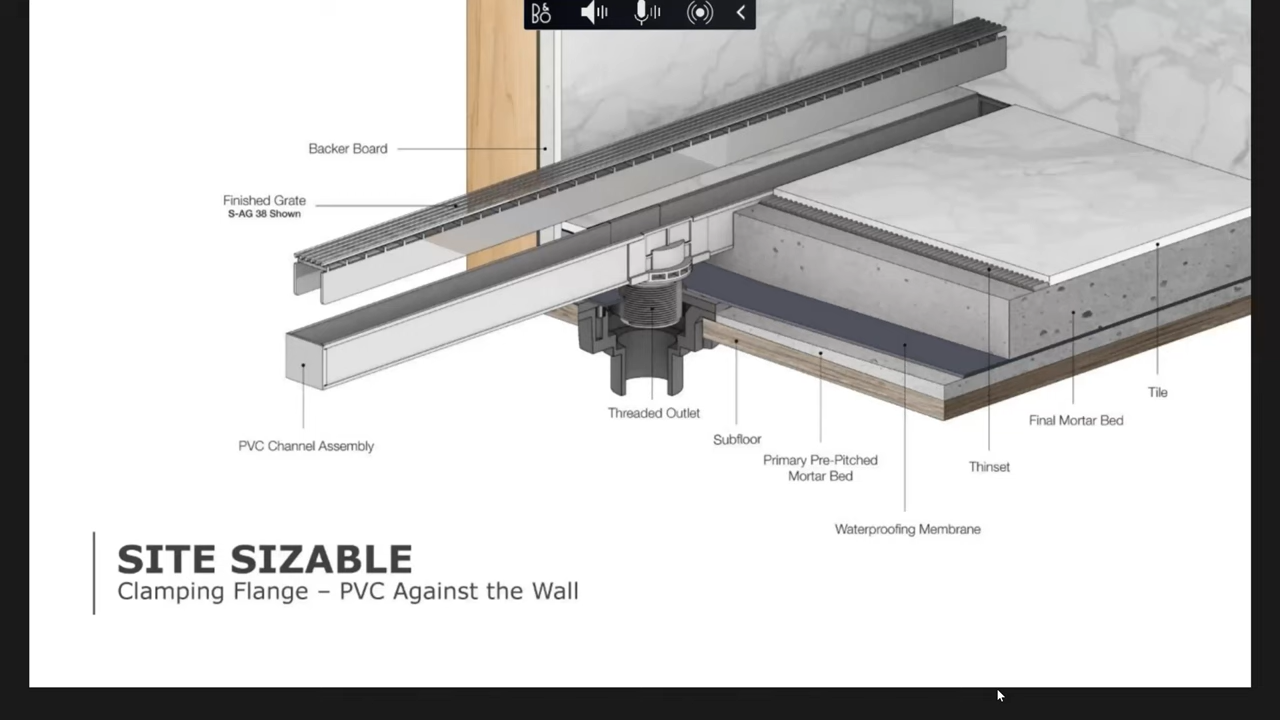 B&O
Backer Board
Finished Grate
S-AG 38 Shown
PVC Channel Assembly
Threaded Outlet
Subfloor
Primary Pre-Pitched
Mortar Bed
Waterproofing Membrane
Thinset
Final Mortar Bed
Tile
SITE SIZABLE
Clamping Flange – PVC Against the Wall